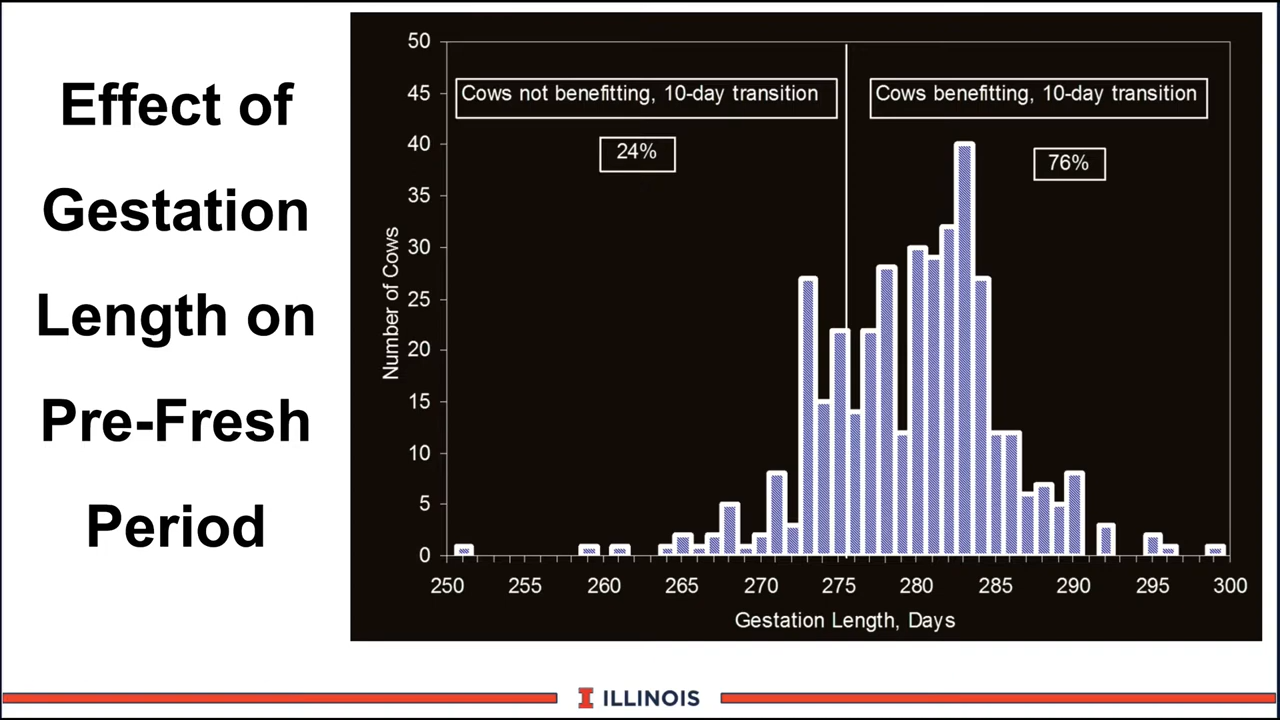 Effect of
Gestation
Length on
Pre-Fresh
Period
50
45
40
35
30
25
20
15
10
5
0
Number of Cows
Cows not benefitting, 10-day transition
24%
Cows benefitting, 10-day transition
76%
250 255 260 265 270 275 280 285 290 295 300
Gestation Length, Days
I ILLINOIS